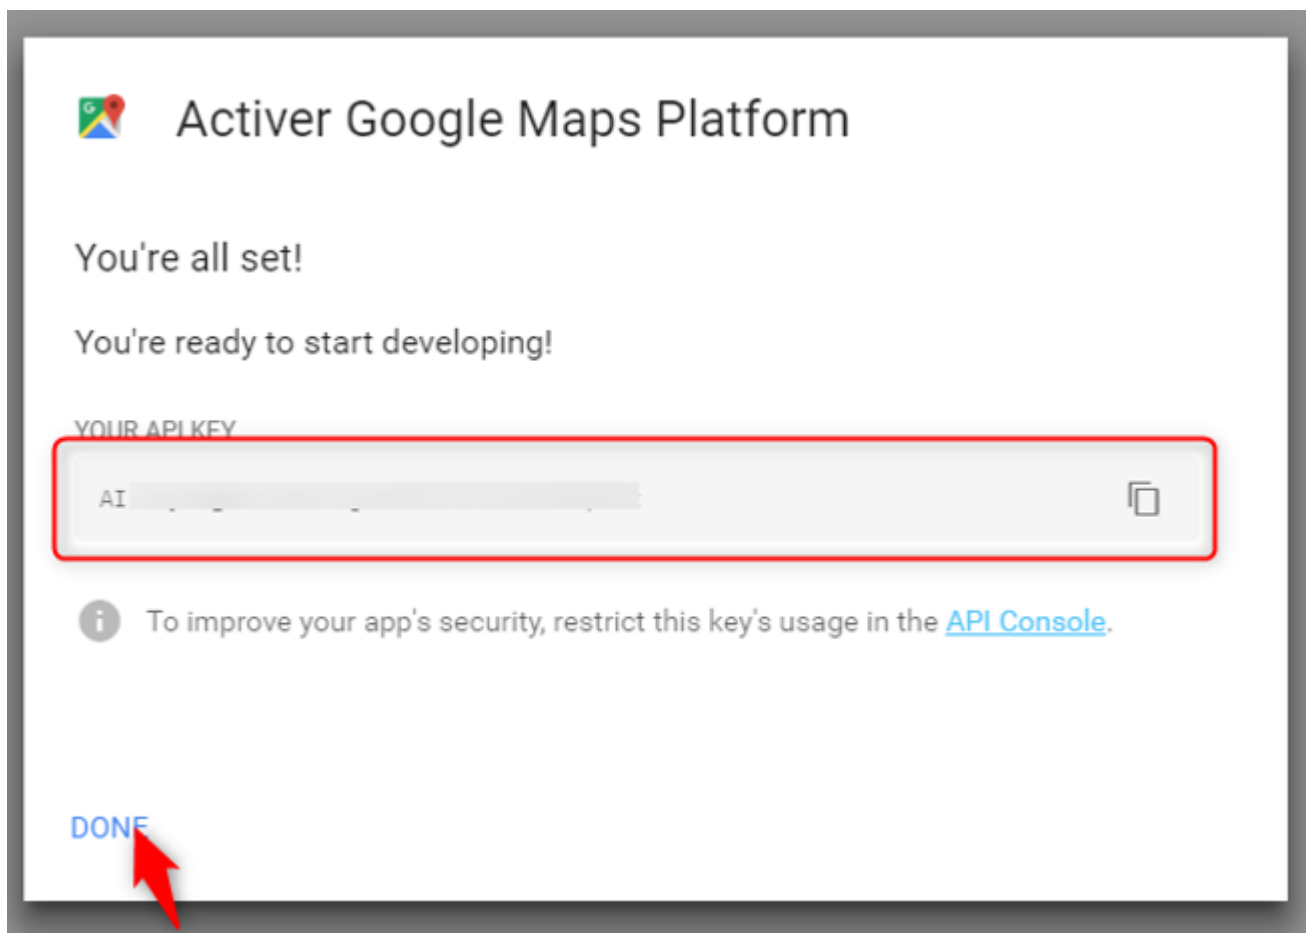 Activer Google Maps Platform
You're all set!
You're ready to start developing!
YOUR API KEY
AI
To improve your app's security, restrict this key's usage in the API Console.
DONE